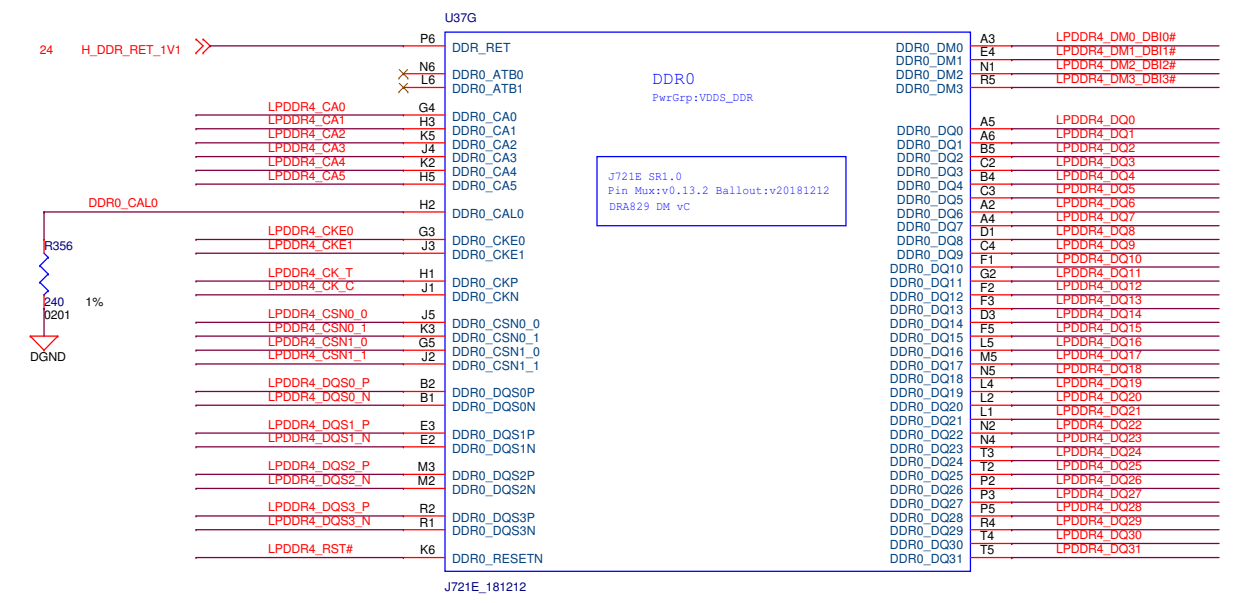 U37G
24 H_DDR_RET_1V1 P6 DDR_RET
N6 DDR0_ATB0
L6 DDR0_ATB1
LPDDR4_CA0 G4 DDR0_CA0
LPDDR4_CA1 H3 DDR0_CA1
LPDDR4_CA2 K5 DDR0_CA2
LPDDR4_CA3 J4 DDR0_CA3
LPDDR4_CA4 K2 DDR0_CA4
LPDDR4_CA5 H5 DDR0_CA5
DDR0_CAL0 H2 DDR0_CAL0
R356
240 1%
0201
DGND
LPDDR4_CKE0 G3 DDR0_CKE0
LPDDR4_CKE1 J3 DDR0_CKE1
LPDDR4_CK_T H1 DDR0_CKP
LPDDR4_CK_C J1 DDR0_CKN
LPDDR4_CSN0_0 J5 DDR0_CSN0_0
LPDDR4_CSN0_1 K3 DDR0_CSN0_1
LPDDR4_CSN1_0 G5 DDR0_CSN1_0
LPDDR4_CSN1_1 J2 DDR0_CSN1_1
LPDDR4_DQS0_P B2 DDR0_DQS0P
LPDDR4_DQS0_N B1 DDR0_DQS0N
LPDDR4_DQS1_P E3 DDR0_DQS1P
LPDDR4_DQS1_N E2 DDR0_DQS1N
LPDDR4_DQS2_P M3 DDR0_DQS2P
LPDDR4_DQS2_N M2 DDR0_DQS2N
LPDDR4_DQS3_P R2 DDR0_DQS3P
LPDDR4_DQS3_N R1 DDR0_DQS3N
LPDDR4_RST# K6 DDR0_RESETN
DDR0
PwrGrp:VDDS_DDR
J721E SR1.0
Pin Mux:v0.13.2 Ballout:v20181212
DRA829 DM vC
DDR0_DM0 A3 LPDDR4_DM0_DBI0#
DDR0_DM1 E4 LPDDR4_DM1_DBI1#
DDR0_DM2 N1 LPDDR4_DM2_DBI2#
DDR0_DM3 R5 LPDDR4_DM3_DBI3#
DDR0_DQ0 A5 LPDDR4_DQ0
DDR0_DQ1 A6 LPDDR4_DQ1
DDR0_DQ2 B5 LPDDR4_DQ2
DDR0_DQ3 C2 LPDDR4_DQ3
DDR0_DQ4 B4 LPDDR4_DQ4
DDR0_DQ5 C3 LPDDR4_DQ5
DDR0_DQ6 A2 LPDDR4_DQ6
DDR0_DQ7 A4 LPDDR4_DQ7
DDR0_DQ8 D1 LPDDR4_DQ8
DDR0_DQ9 C4 LPDDR4_DQ9
DDR0_DQ10 F1 LPDDR4_DQ10
DDR0_DQ11 G2 LPDDR4_DQ11
DDR0_DQ12 F2 LPDDR4_DQ12
DDR0_DQ13 F3 LPDDR4_DQ13
DDR0_DQ14 D3 LPDDR4_DQ14
DDR0_DQ15 F5 LPDDR4_DQ15
DDR0_DQ16 L5 LPDDR4_DQ16
DDR0_DQ17 M5 LPDDR4_DQ17
DDR0_DQ18 N5 LPDDR4_DQ18
DDR0_DQ19 L4 LPDDR4_DQ19
DDR0_DQ20 L2 LPDDR4_DQ20
DDR0_DQ21 L1 LPDDR4_DQ21
DDR0_DQ22 N2 LPDDR4_DQ22
DDR0_DQ23 N4 LPDDR4_DQ23
DDR0_DQ24 T3 LPDDR4_DQ24
DDR0_DQ25 T2 LPDDR4_DQ25
DDR0_DQ26 P2 LPDDR4_DQ26
DDR0_DQ27 P3 LPDDR4_DQ27
DDR0_DQ28 P5 LPDDR4_DQ28
DDR0_DQ29 R4 LPDDR4_DQ29
DDR0_DQ30 T4 LPDDR4_DQ30
DDR0_DQ31 T5 LPDDR4_DQ31
J721E_181212